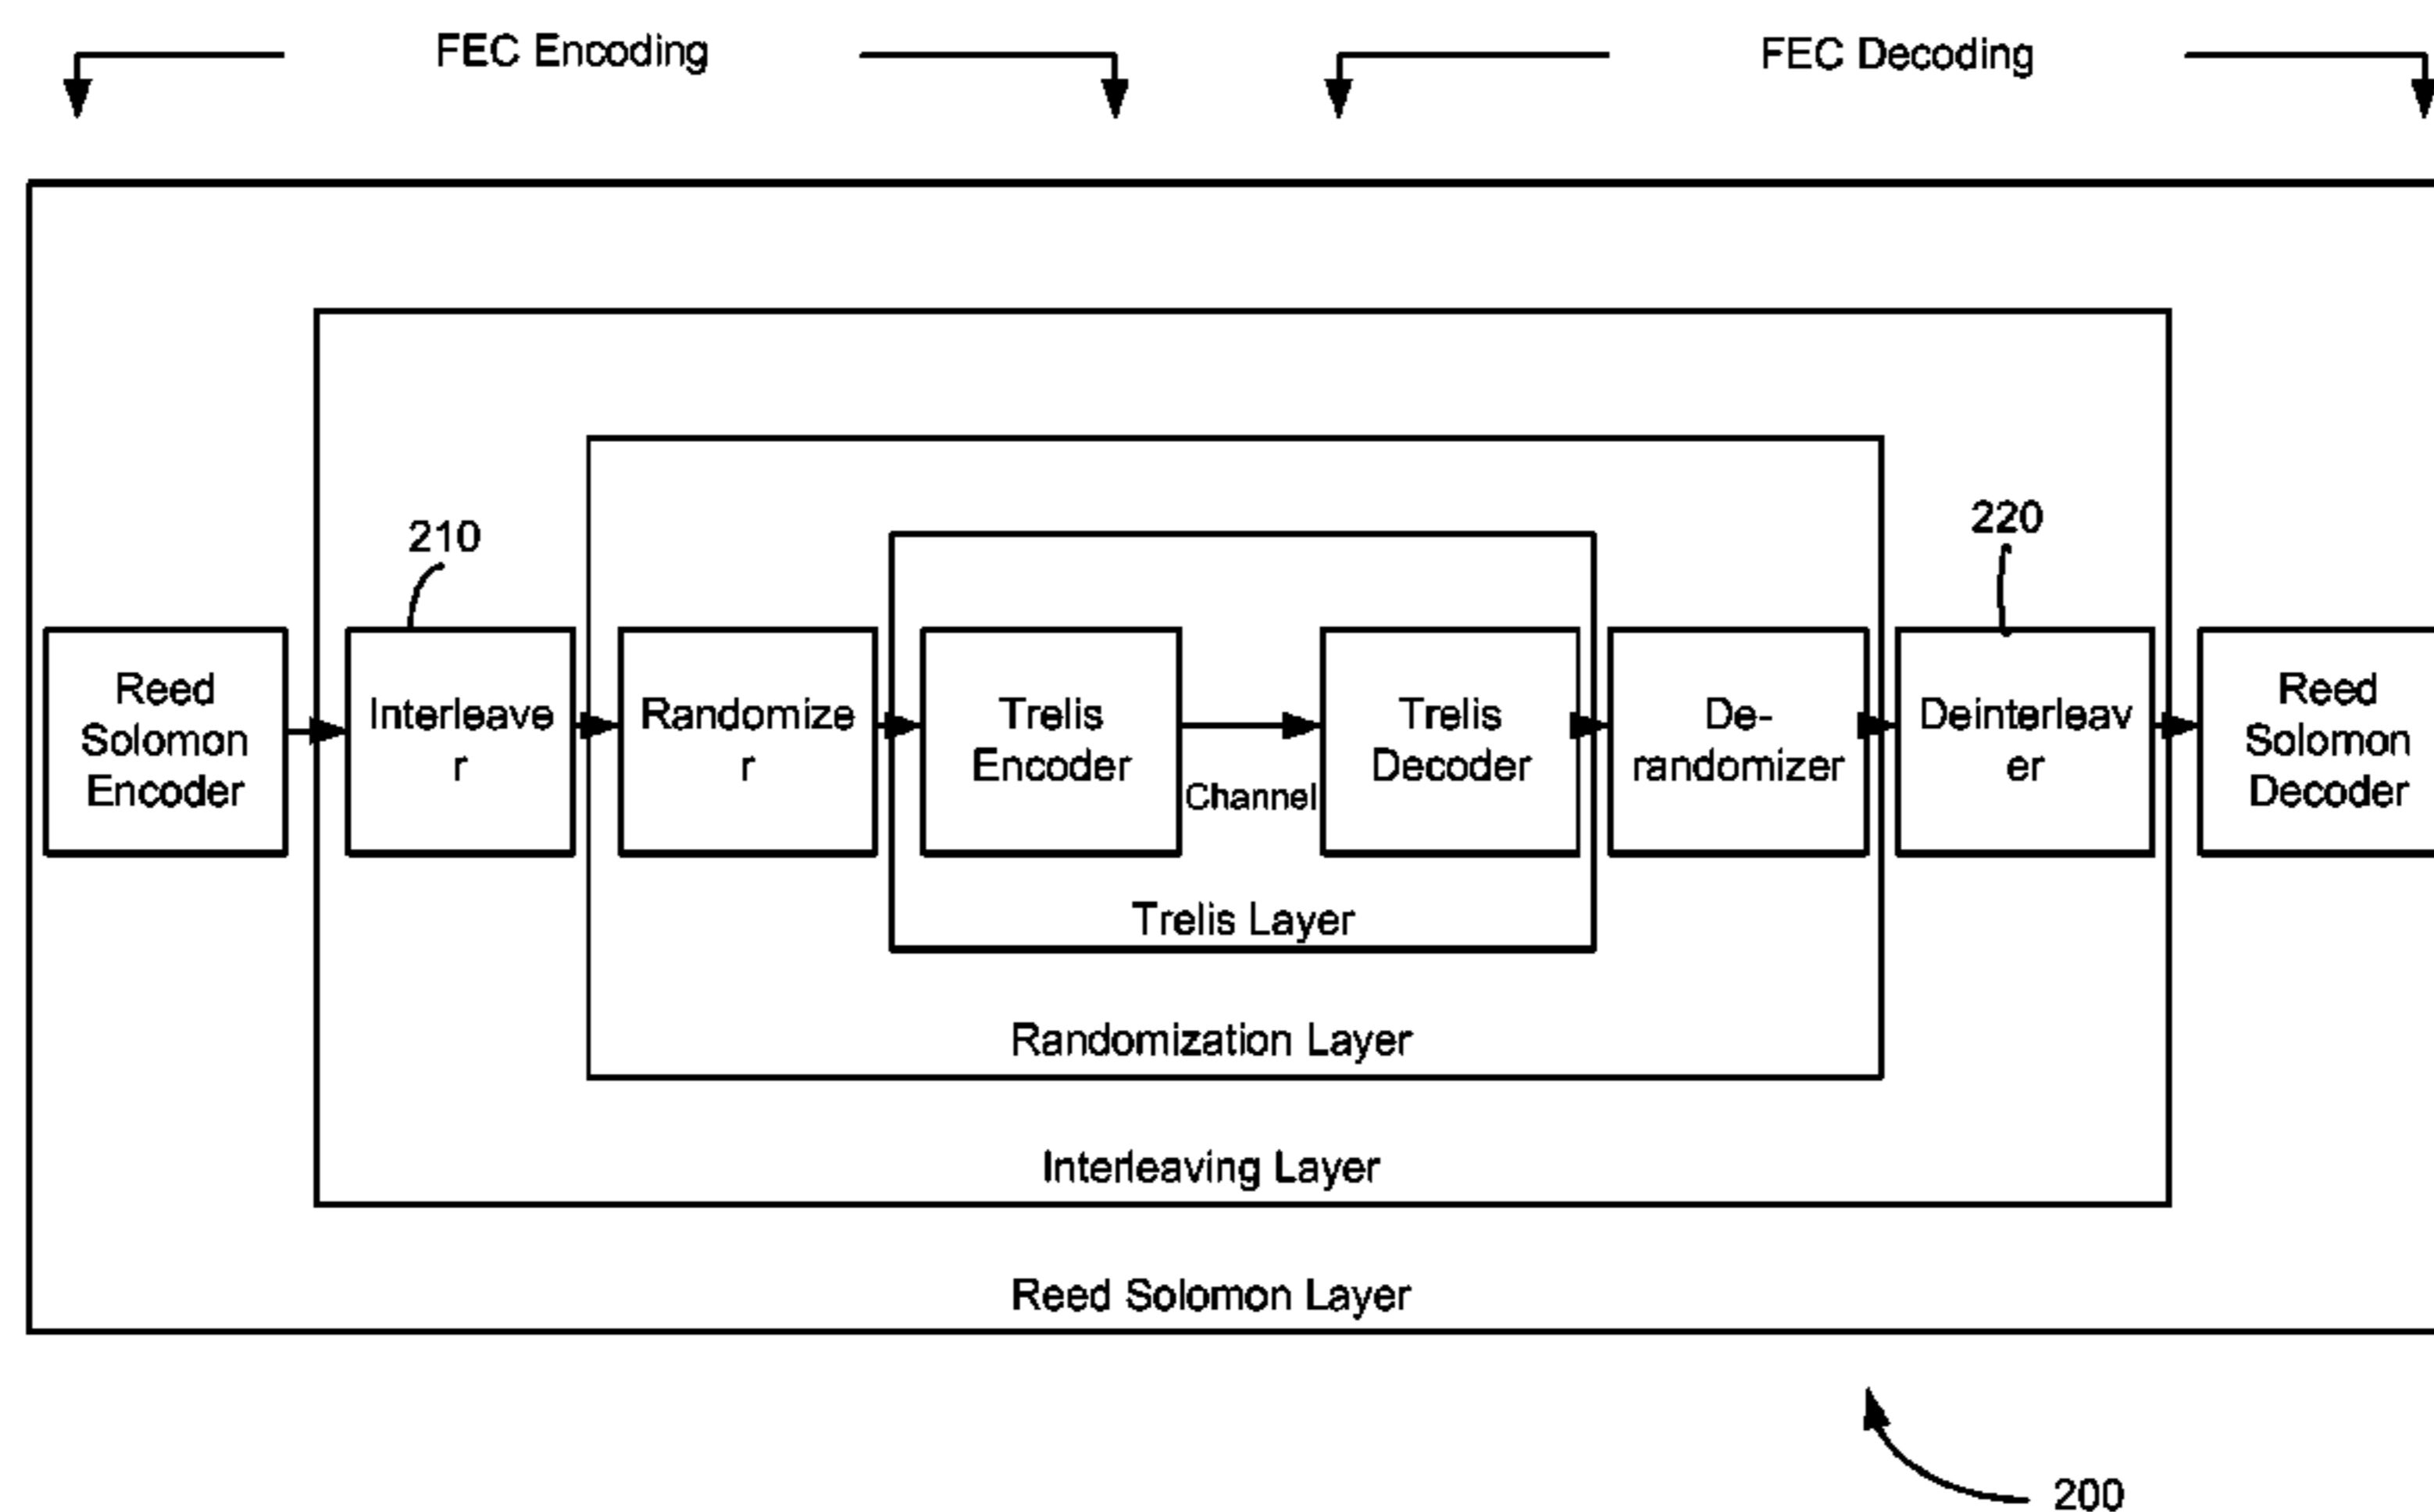 FEC Encoding
FEC Decoding
210
220
Reed
Solomon
Encoder
Interleave
r
Randomize
r
Trelis
Encoder
Channel
Trelis
Decoder
De-
randomizer
Deinterleav
er
Reed
Solomon
Decoder
Trelis Layer
Randomization Layer
Interleaving Layer
Reed Solomon Layer
200